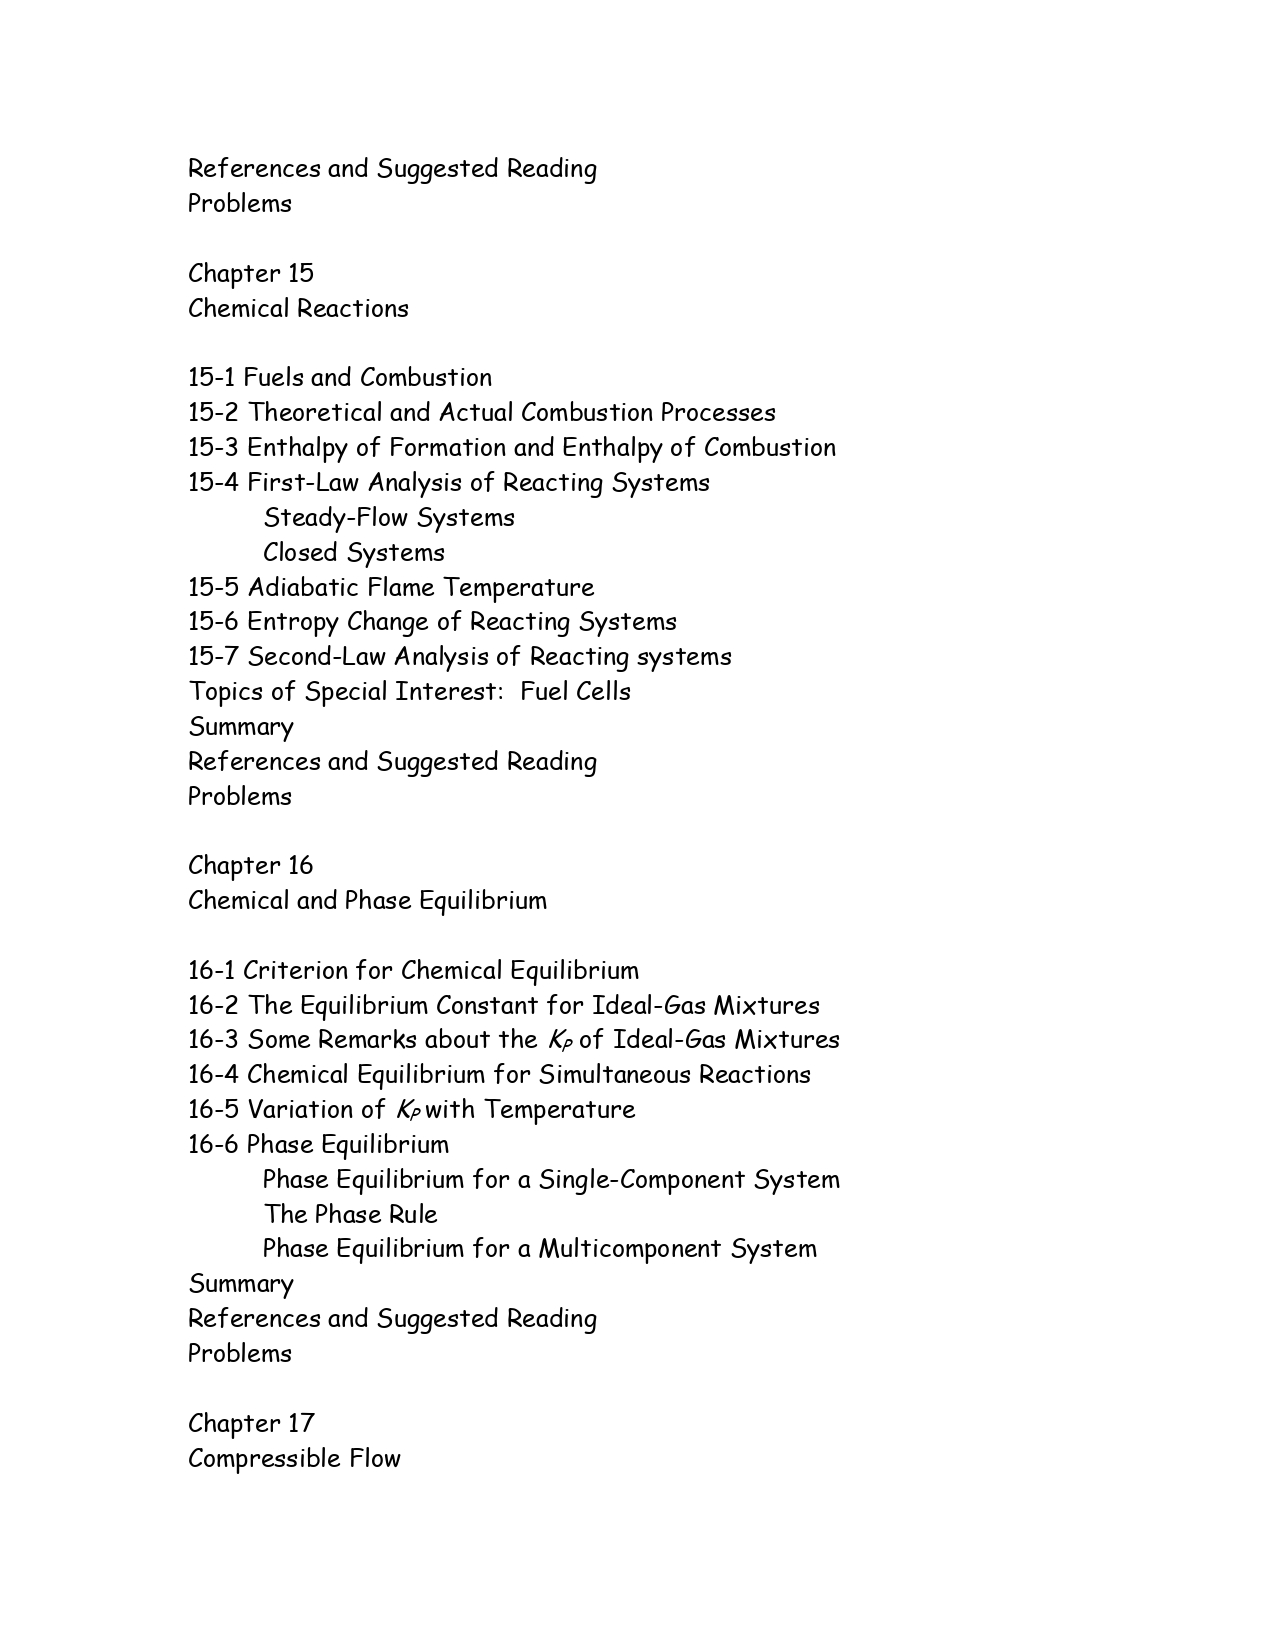 References and Suggested Reading
Problems
Chapter 15
Chemical Reactions
15-1 Fuels and Combustion
15-2 Theoretical and Actual Combustion Processes
15-3 Enthalpy of Formation and Enthalpy of Combustion
15-4 First-Law Analysis of Reacting Systems
Steady-Flow Systems
Closed Systems
15-5 Adiabatic Flame Temperature
15-6 Entropy Change of Reacting Systems
15-7 Second-Law Analysis of Reacting systems
Topics of Special Interest:  Fuel Cells
Summary
References and Suggested Reading
Problems
Chapter 16
Chemical and Phase Equilibrium
16-1 Criterion for Chemical Equilibrium
16-2 The Equilibrium Constant for Ideal-Gas Mixtures
16-3 Some Remarks about the KP of Ideal-Gas Mixtures
16-4 Chemical Equilibrium for Simultaneous Reactions
16-5 Variation of KP with Temperature
16-6 Phase Equilibrium
Phase Equilibrium for a Single-Component System
The Phase Rule
Phase Equilibrium for a Multicomponent System
Summary
References and Suggested Reading
Problems
Chapter 17
Compressible Flow